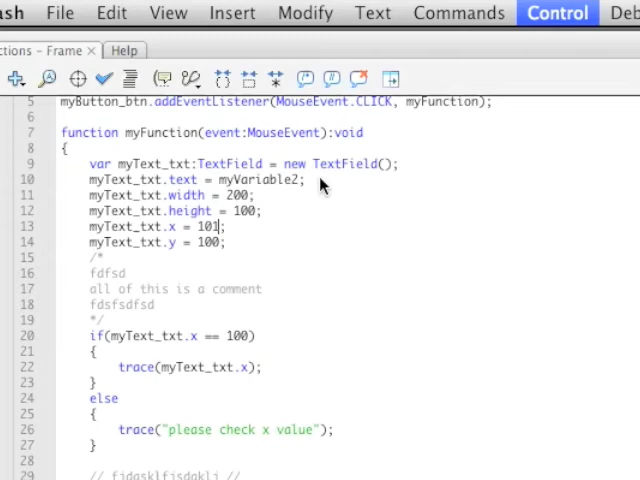 ash File Edit View Insert Modify Text Commands Control Deb
ctions – Frame × Help
5 myButton_btn.addEventListener(MouseEvent.CLICK, myFunction);
6
7 function myFunction(event:MouseEvent):void
8 {
9 var myText_txt:TextField = new TextField();
10 myText_txt.text = myVariable2;
11 myText_txt.width = 200;
12 myText_txt.height = 100;
13 myText_txt.x = 101;
14 myText_txt.y = 100;
15 /*
16 fdfsd
17 all of this is a comment
18 fdsfsdfsd
19 */
20 if(myText_txt.x == 100)
21 {
22 trace(myText_txt.x);
23 }
24 else
25 {
26 trace("please check x value");
27 }
28
29 //